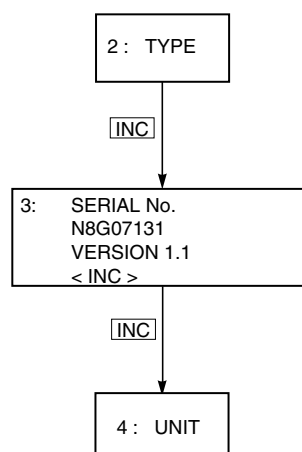 2 : TYPE
INC
3: SERIAL No.
N8G07131
VERSION 1.1
< INC >
INC
4 : UNIT